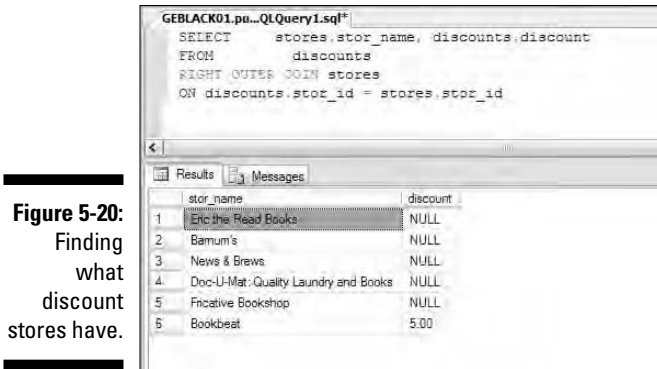 GEBLACK01.pu...QLQuery1.sql*
SELECT stores.stor_name, discounts.discount
FROM discounts
RIGHT OUTER JOIN stores
ON discounts.stor_id = stores.stor_id
Results Messages
stor_name discount
1 Eric the Read Books NULL
2 Barnum's NULL
3 News & Brews NULL
4 Doc-U-Mat: Quality Laundry and Books NULL
5 Fricative Bookshop NULL
6 Bookbeat 5.00
Figure 5-20:
Finding
what
discount
stores have.